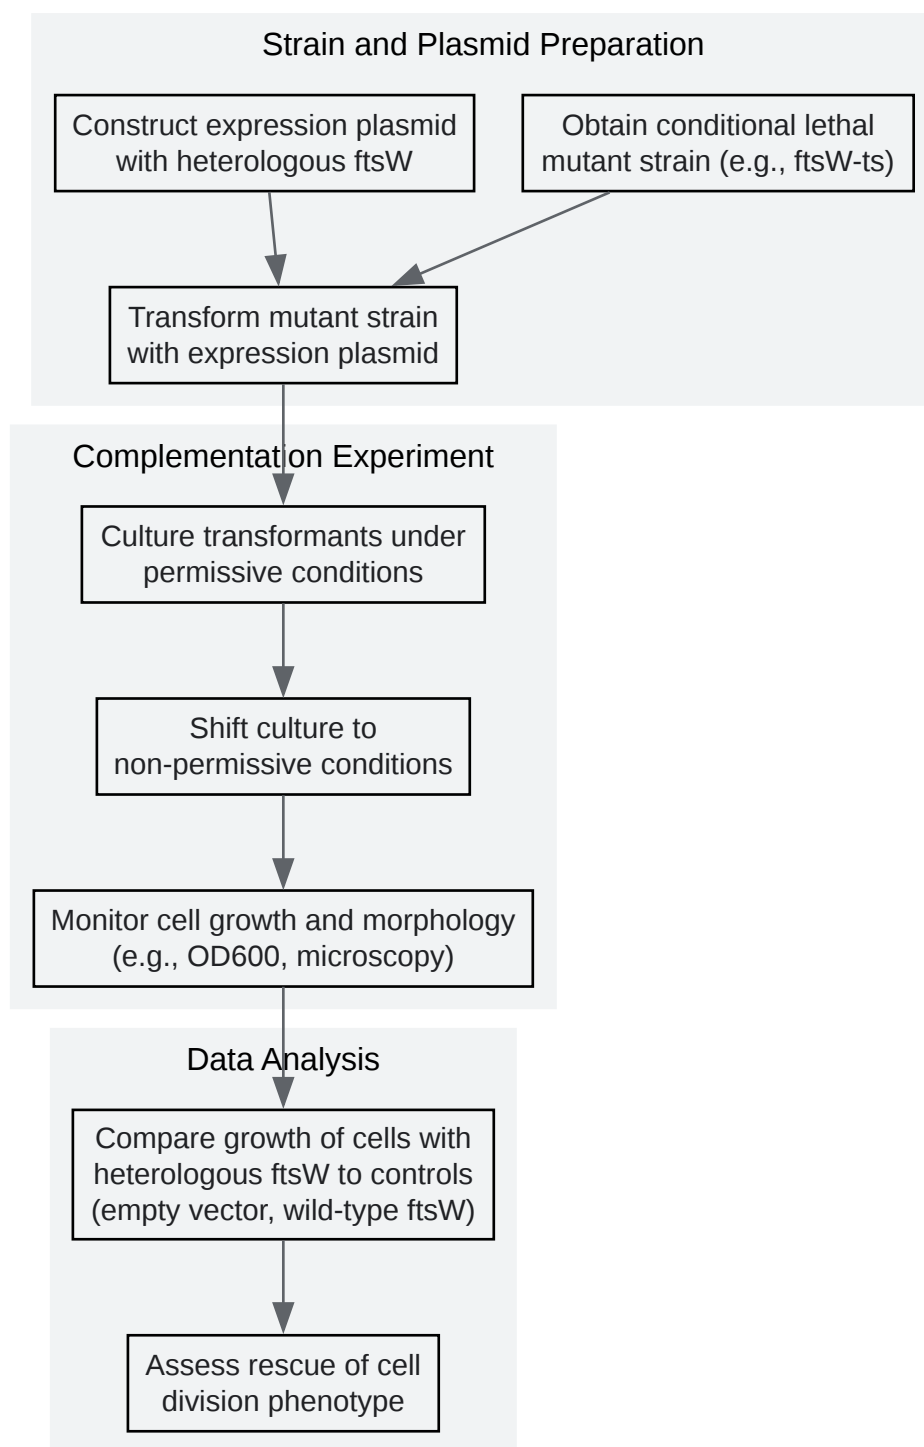 Strain and Plasmid Preparation
Construct expression plasmid
with heterologous ftsW
Obtain conditional lethal
mutant strain (e.g., ftsW-ts)
Transform mutant strain
with expression plasmid
Complementation Experiment
Culture transformants under
permissive conditions
Shift culture to
non-permissive conditions
Monitor cell growth and morphology
(e.g., OD600, microscopy)
Data Analysis
Compare growth of cells with
heterologous ftsW to controls
(empty vector, wild-type ftsW)
Assess rescue of cell
division phenotype